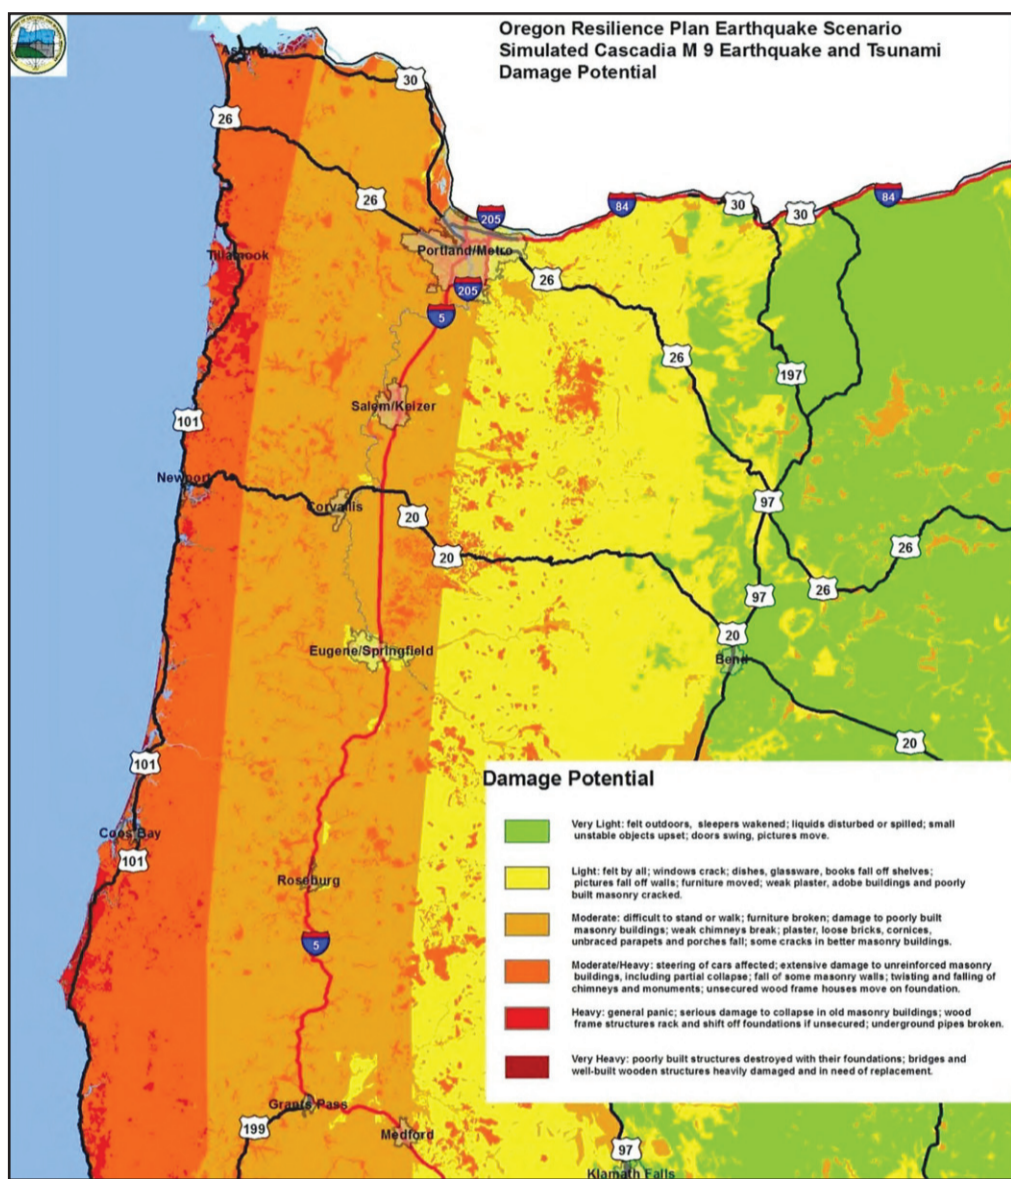 Oregon Resilience Plan Earthquake Scenario
Simulated Cascadia M 9 Earthquake and Tsunami
Damage Potential
Astoria
30
26
26
205
84
30
30
84
Tillamook
Portland/Metro
26
205
5
26
197
Salem/Keizer
101
Newport
Corvallis
20
20
97
26
26
97
20
Eugene/Springfield
Bend
20
101
Coos Bay
101
Roseburg
5
Grants Pass
199
Medford
97
Klamath Falls
Damage Potential
Very Light: felt outdoors, sleepers wakened; liquids disturbed or spilled; small
unstable objects upset; doors swing, pictures move.
Light: felt by all; windows crack; dishes, glassware, books fall off shelves;
pictures fall off walls; furniture moved; weak plaster, adobe buildings and poorly
built masonry cracked.
Moderate: difficult to stand or walk; furniture broken; damage to poorly built
masonry buildings; weak chimneys break; plaster, loose bricks, cornices,
unbraced parapets and porches fall; some cracks in better masonry buildings.
Moderate/Heavy: steering of cars affected; extensive damage to unreinforced masonry
buildings, including partial collapse; fall of some masonry walls; twisting and falling of
chimneys and monuments; unsecured wood frame houses move on foundation.
Heavy: general panic; serious damage to collapse in old masonry buildings; wood
frame structures rack and shift off foundations if unsecured; underground pipes broken.
Very Heavy: poorly built structures destroyed with their foundations; bridges and
well-built wooden structures heavily damaged and in need of replacement.